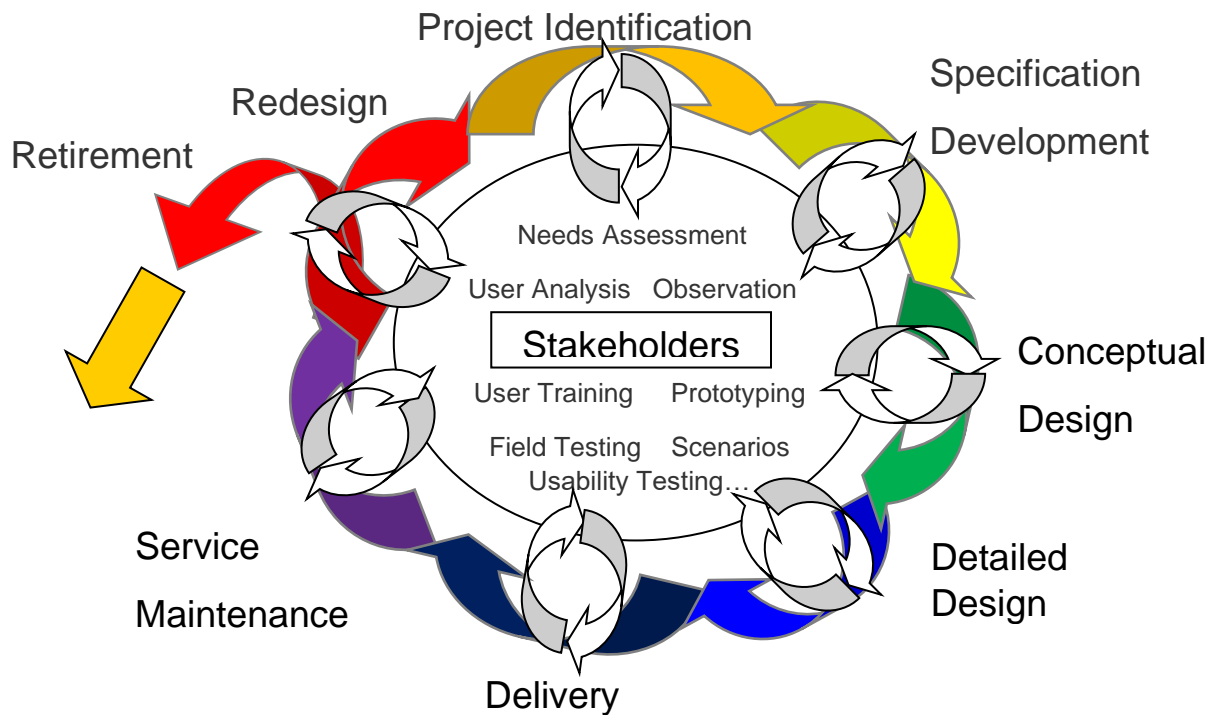 Project Identification
Specification
Development
Redesign
Retirement
Needs Assessment
User Analysis Observation
Stakeholders
User Training Prototyping
Field Testing Scenarios
Usability Testing…
Conceptual
Design
Detailed
Design
Service
Maintenance
Delivery